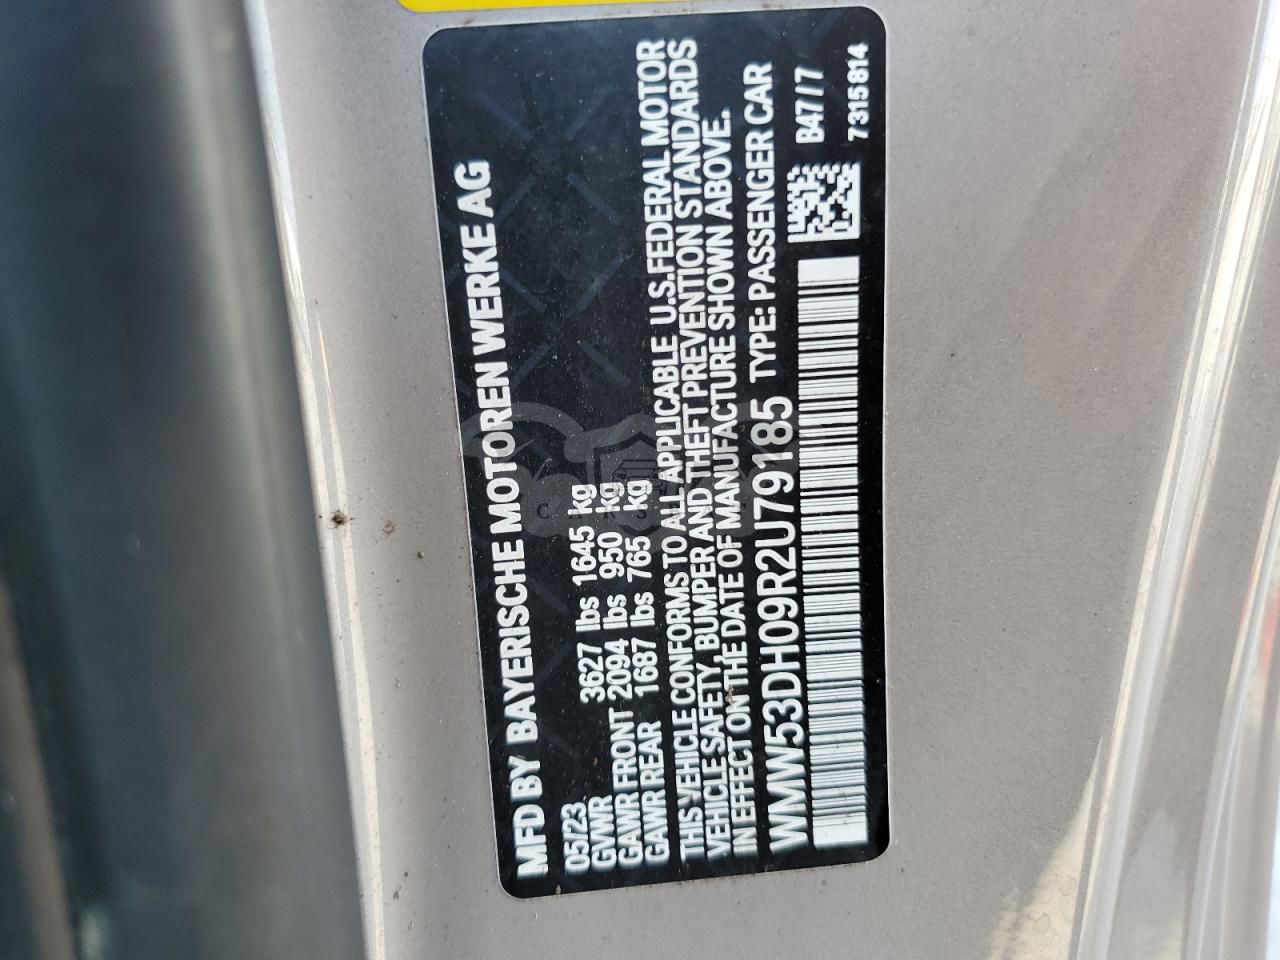 MFD BY BAYERISCHE MOTOREN WERKE AG
05/23
GVWR 3627 lbs 1645 kg
GAWR FRONT 2094 lbs 950 kg
GAWR REAR 1687 lbs 765 kg
THIS VEHICLE CONFORMS TO ALL APPLICABLE U.S.FEDERAL MOTOR
VEHICLE SAFETY, BUMPER AND THEFT PREVENTION STANDARDS
IN EFFECT ON THE DATE OF MANUFACTURE SHOWN ABOVE.
WMW53DH09R2U79185 TYPE: PASSENGER CAR
B47/7
7315814